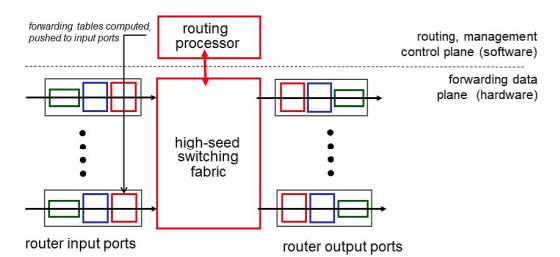 forwarding tables computed,
pushed to input ports
routing
processor
routing, management
control plane (software)
forwarding data
plane (hardware)
high-seed
switching
fabric
router input ports
router output ports